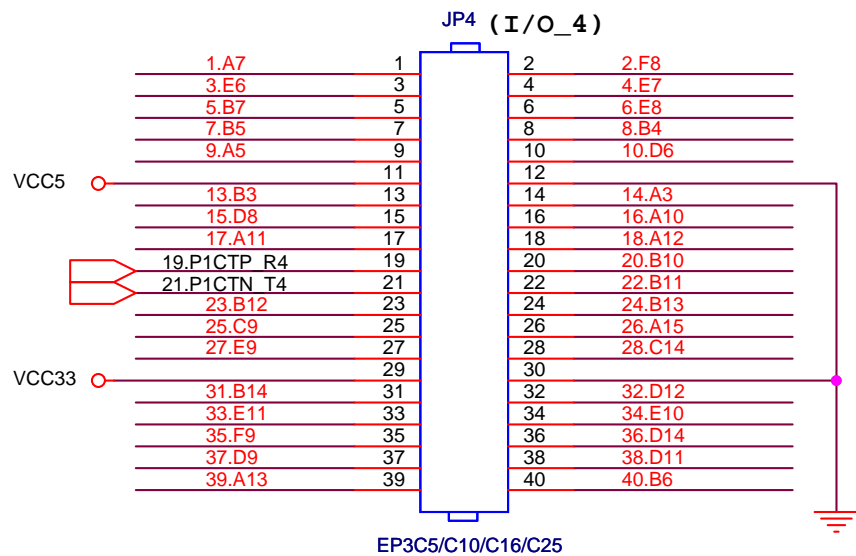 JP4 (I/O_4)
1.A7 1 2 2.F8
3.E6 3 4 4.E7
5.B7 5 6 6.E8
7.B5 7 8 8.B4
9.A5 9 10 10.D6
VCC5 11 12
13.B3 13 14 14.A3
15.D8 15 16 16.A10
17.A11 17 18 18.A12
19.P1CTP_R4 19 20 20.B10
21.P1CTN_T4 21 22 22.B11
23.B12 23 24 24.B13
25.C9 25 26 26.A15
27.E9 27 28 28.C14
VCC33 29 30
31.B14 31 32 32.D12
33.E11 33 34 34.E10
35.F9 35 36 36.D14
37.D9 37 38 38.D11
39.A13 39 40 40.B6
EP3C5/C10/C16/C25